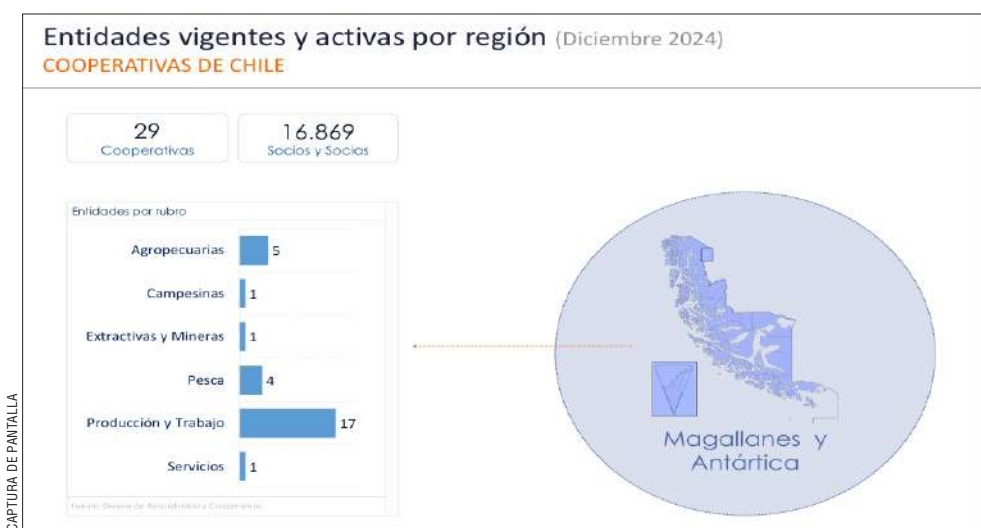 Entidades vigentes y activas por región (Diciembre 2024)
COOPERATIVAS DE CHILE
29
Cooperativas
16.869
Socios y Socias
Entidades por rubro
Agropecuarias 5
Campesinas 1
Extractivas y Mineras 1
Pesca 4
Producción y Trabajo 17
Servicios 1
Magallanes y
Antártica
CAPTURA DE PANTALLA